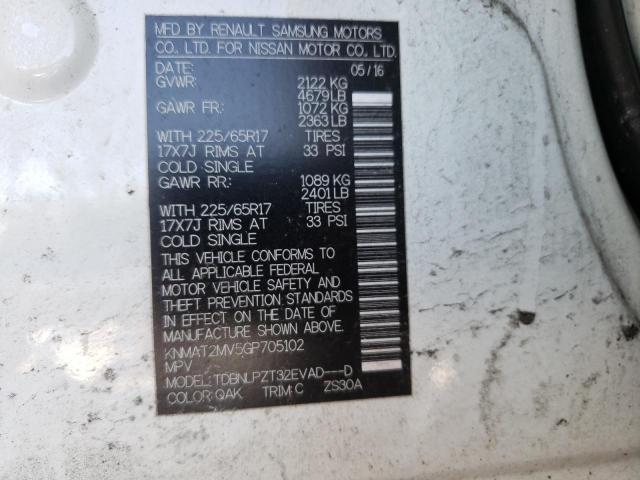 MFD BY RENAULT SAMSUNG MOTORS
CO., LTD. FOR NISSAN MOTOR CO., LTD.
DATE: 05/16
GVWR: 2122 KG
4679 LB
GAWR FR: 1072 KG
2363 LB
WITH 225/65R17 TIRES
17X7J RIMS AT 33 PSI
COLD SINGLE
GAWR RR: 1089 KG
2401 LB
WITH 225/65R17 TIRES
17X7J RIMS AT 33 PSI
COLD SINGLE
THIS VEHICLE CONFORMS TO
ALL APPLICABLE FEDERAL
MOTOR VEHICLE SAFETY AND
THEFT PREVENTION STANDARDS
IN EFFECT ON THE DATE OF
MANUFACTURE SHOWN ABOVE.
KNMAT2MV5GP705102
MPV
MODEL: TDBNLPZT32EVAD---D
COLOR: QAK TRIM: C ZS30A